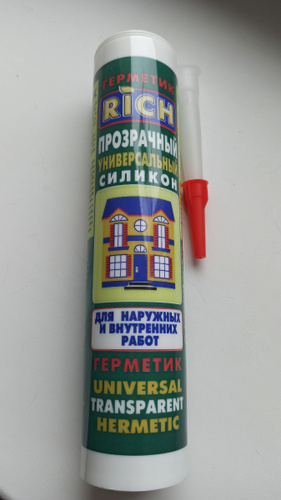 ГЕРМЕТИК
RiCH
ПРОЗРАЧНЫЙ
УНИВЕРСАЛЬНЫЙ
СИЛИКОН
ДЛЯ НАРУЖНЫХ
И ВНУТРЕННИХ
РАБОТ
ГЕРМЕТИК
UNIVERSAL
TRANSPARENT
HERMETIC